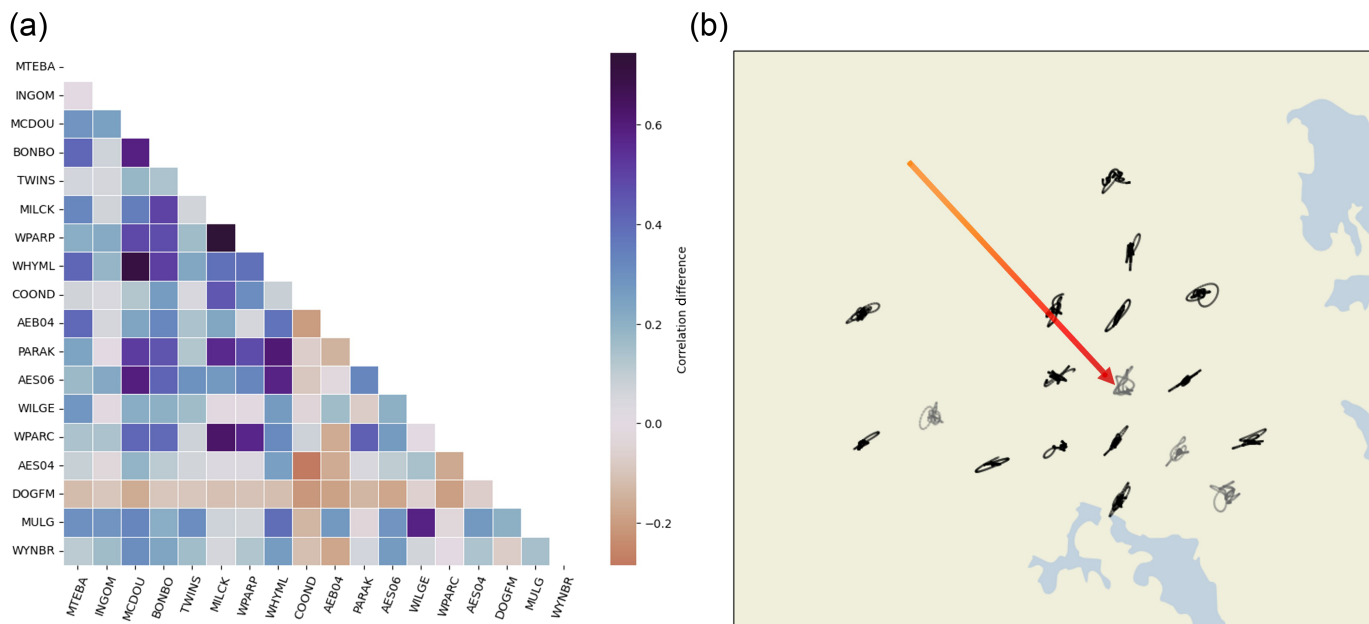 (a)
(b)
MTEBA
INGOM
MCDOU
BONBO
TWINS
MILCK
WPARP
WHYML
COOND
AEB04
PARAK
AES06
WILGE
WPARC
AES04
DOGFM
MULG
WYNBR
MTEBA
INGOM
MCDOU
BONBO
TWINS
MILCK
WPARP
WHYML
COOND
AEB04
PARAK
AES06
WILGE
WPARC
AES04
DOGFM
MULG
WYNBR
0.6
0.4
0.2
0.0
−0.2
Correlation difference